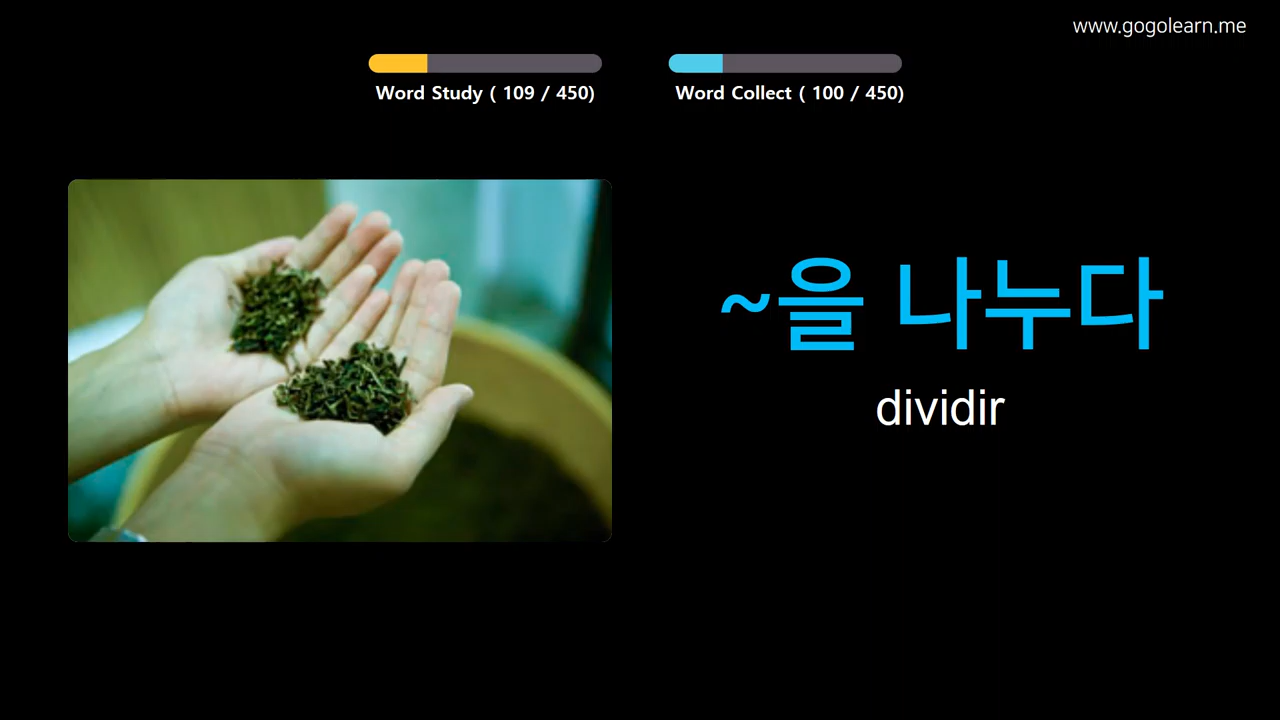 www.gogolearn.me
Word Study ( 109 / 450)
Word Collect ( 100 / 450)
~을 나누다
dividir